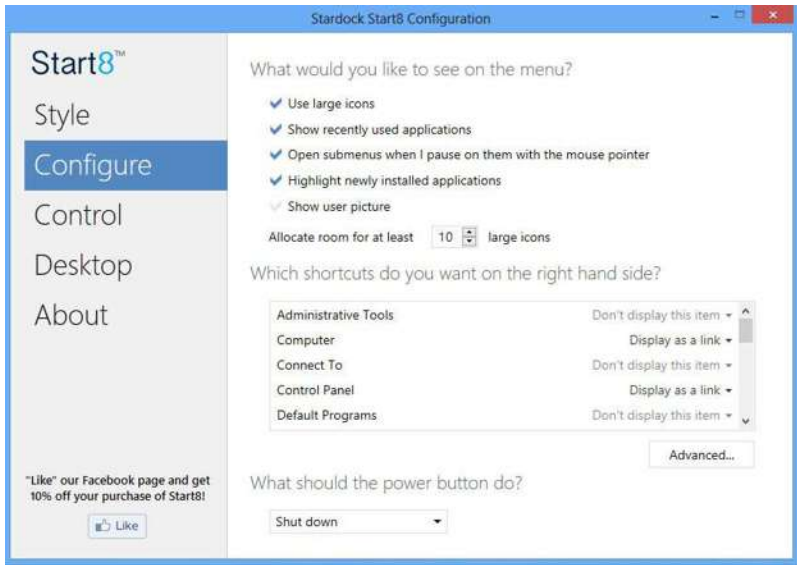 Stardock Start8 Configuration
Start8™
Style
Configure
Control
Desktop
About
"Like" our Facebook page and get
10% off your purchase of Start8!
Like
What would you like to see on the menu?
Use large icons
Show recently used applications
Open submenus when I pause on them with the mouse pointer
Highlight newly installed applications
Show user picture
Allocate room for at least 10 large icons
Which shortcuts do you want on the right hand side?
Administrative Tools Don't display this item
Computer Display as a link
Connect To Don't display this item
Control Panel Display as a link
Default Programs Don't display this item
Advanced...
What should the power button do?
Shut down